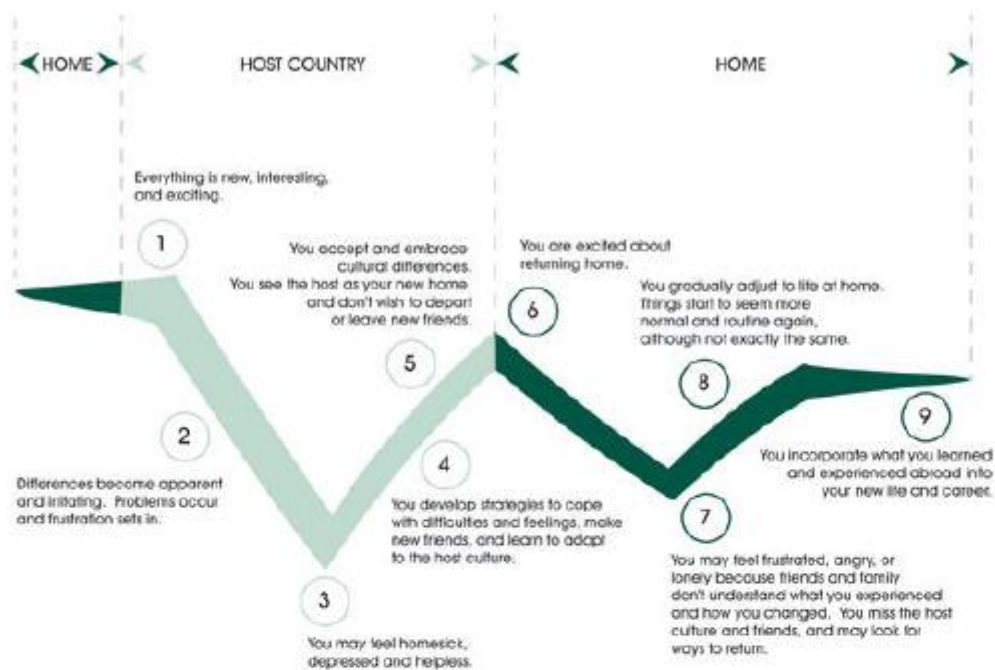 HOME
HOST COUNTRY
HOME
Everything is new, interesting,
and exciting.
1
You accept and embrace
cultural differences.
You see the host as your new home
and don't wish to depart
or leave new friends.
You are excited about
returning home.
6
You gradually adjust to life at home.
Things start to seem more
normal and routine again,
although not exactly the same.
5
8
9
2
4
You incorporate what you learned
and experienced abroad into
your new life and career.
Differences become apparent
and irritating. Problems occur
and frustration sets in.
You develop strategies to cope
with difficulties and feelings, make
new friends, and learn to adapt
to the host culture.
7
3
You may feel frustrated, angry, or
lonely because friends and family
don't understand what you experienced
and how you changed. You miss the host
culture and friends, and may look for
ways to return.
You may feel homesick,
depressed and helpless.